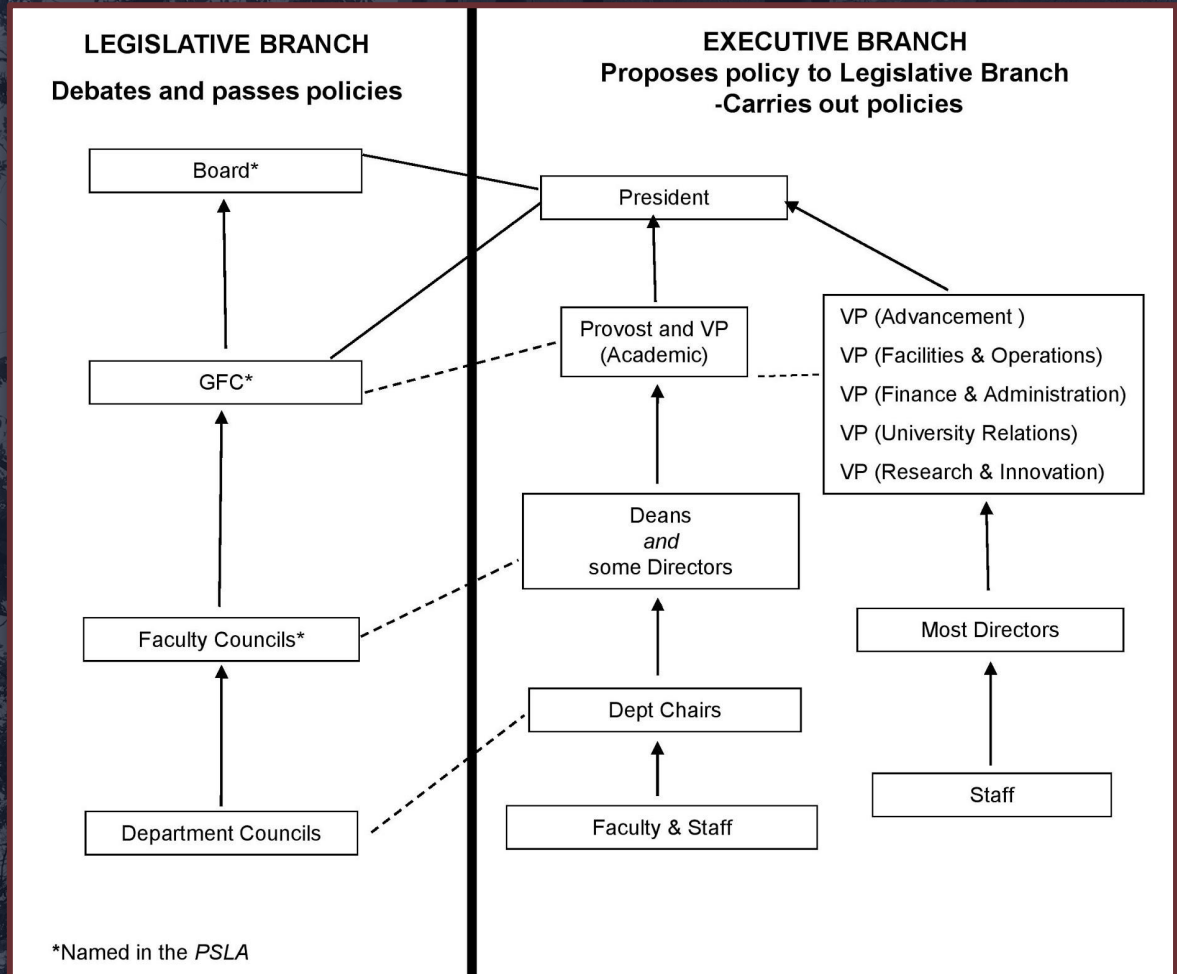 LEGISLATIVE BRANCH
Debates and passes policies
Board*
GFC*
Faculty Councils*
Department Councils
*Named in the PSLA
EXECUTIVE BRANCH
Proposes policy to Legislative Branch
-Carries out policies
President
Provost and VP
(Academic)
Deans
and
some Directors
Dept Chairs
Faculty & Staff
VP (Advancement )
VP (Facilities & Operations)
VP (Finance & Administration)
VP (University Relations)
VP (Research & Innovation)
Most Directors
Staff